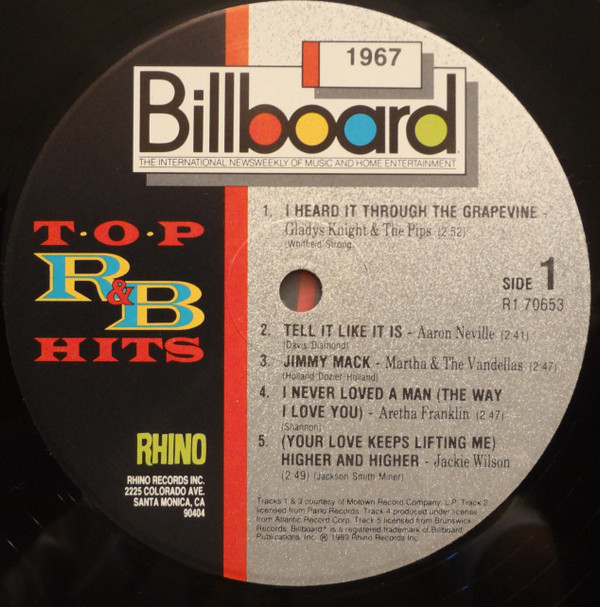 1967
Billboard
THE INTERNATIONAL NEWSWEEKLY OF MUSIC AND HOME ENTERTAINMENT
T·O·P
R&B
HITS
RHINO
RHINO RECORDS INC.
2225 COLORADO AVE.
SANTA MONICA, CA
90404
SIDE 1
R1 70653
1. I HEARD IT THROUGH THE GRAPEVINE -
Gladys Knight & The Pips (2:52)
(Whitfield Strong)
2. TELL IT LIKE IT IS - Aaron Neville (2:41)
(Davis Diamond)
3. JIMMY MACK - Martha & The Vandellas (2:47)
(Holland Dozier Holland)
4. I NEVER LOVED A MAN (THE WAY
I LOVE YOU) - Aretha Franklin (2:47)
(Shannon)
5. (YOUR LOVE KEEPS LIFTING ME)
HIGHER AND HIGHER - Jackie Wilson
(2:49) (Jackson Smith Miner)
Tracks 1 & 3 courtesy of Motown Record Company, L.P. Track 2
licensed from Parlo Records. Track 4 produced under license
from Atlantic Record Corp. Track 5 licensed from Brunswick
Records. Billboard® is a registered trademark of Billboard
Publications, Inc. ℗ 1989 Rhino Records Inc.